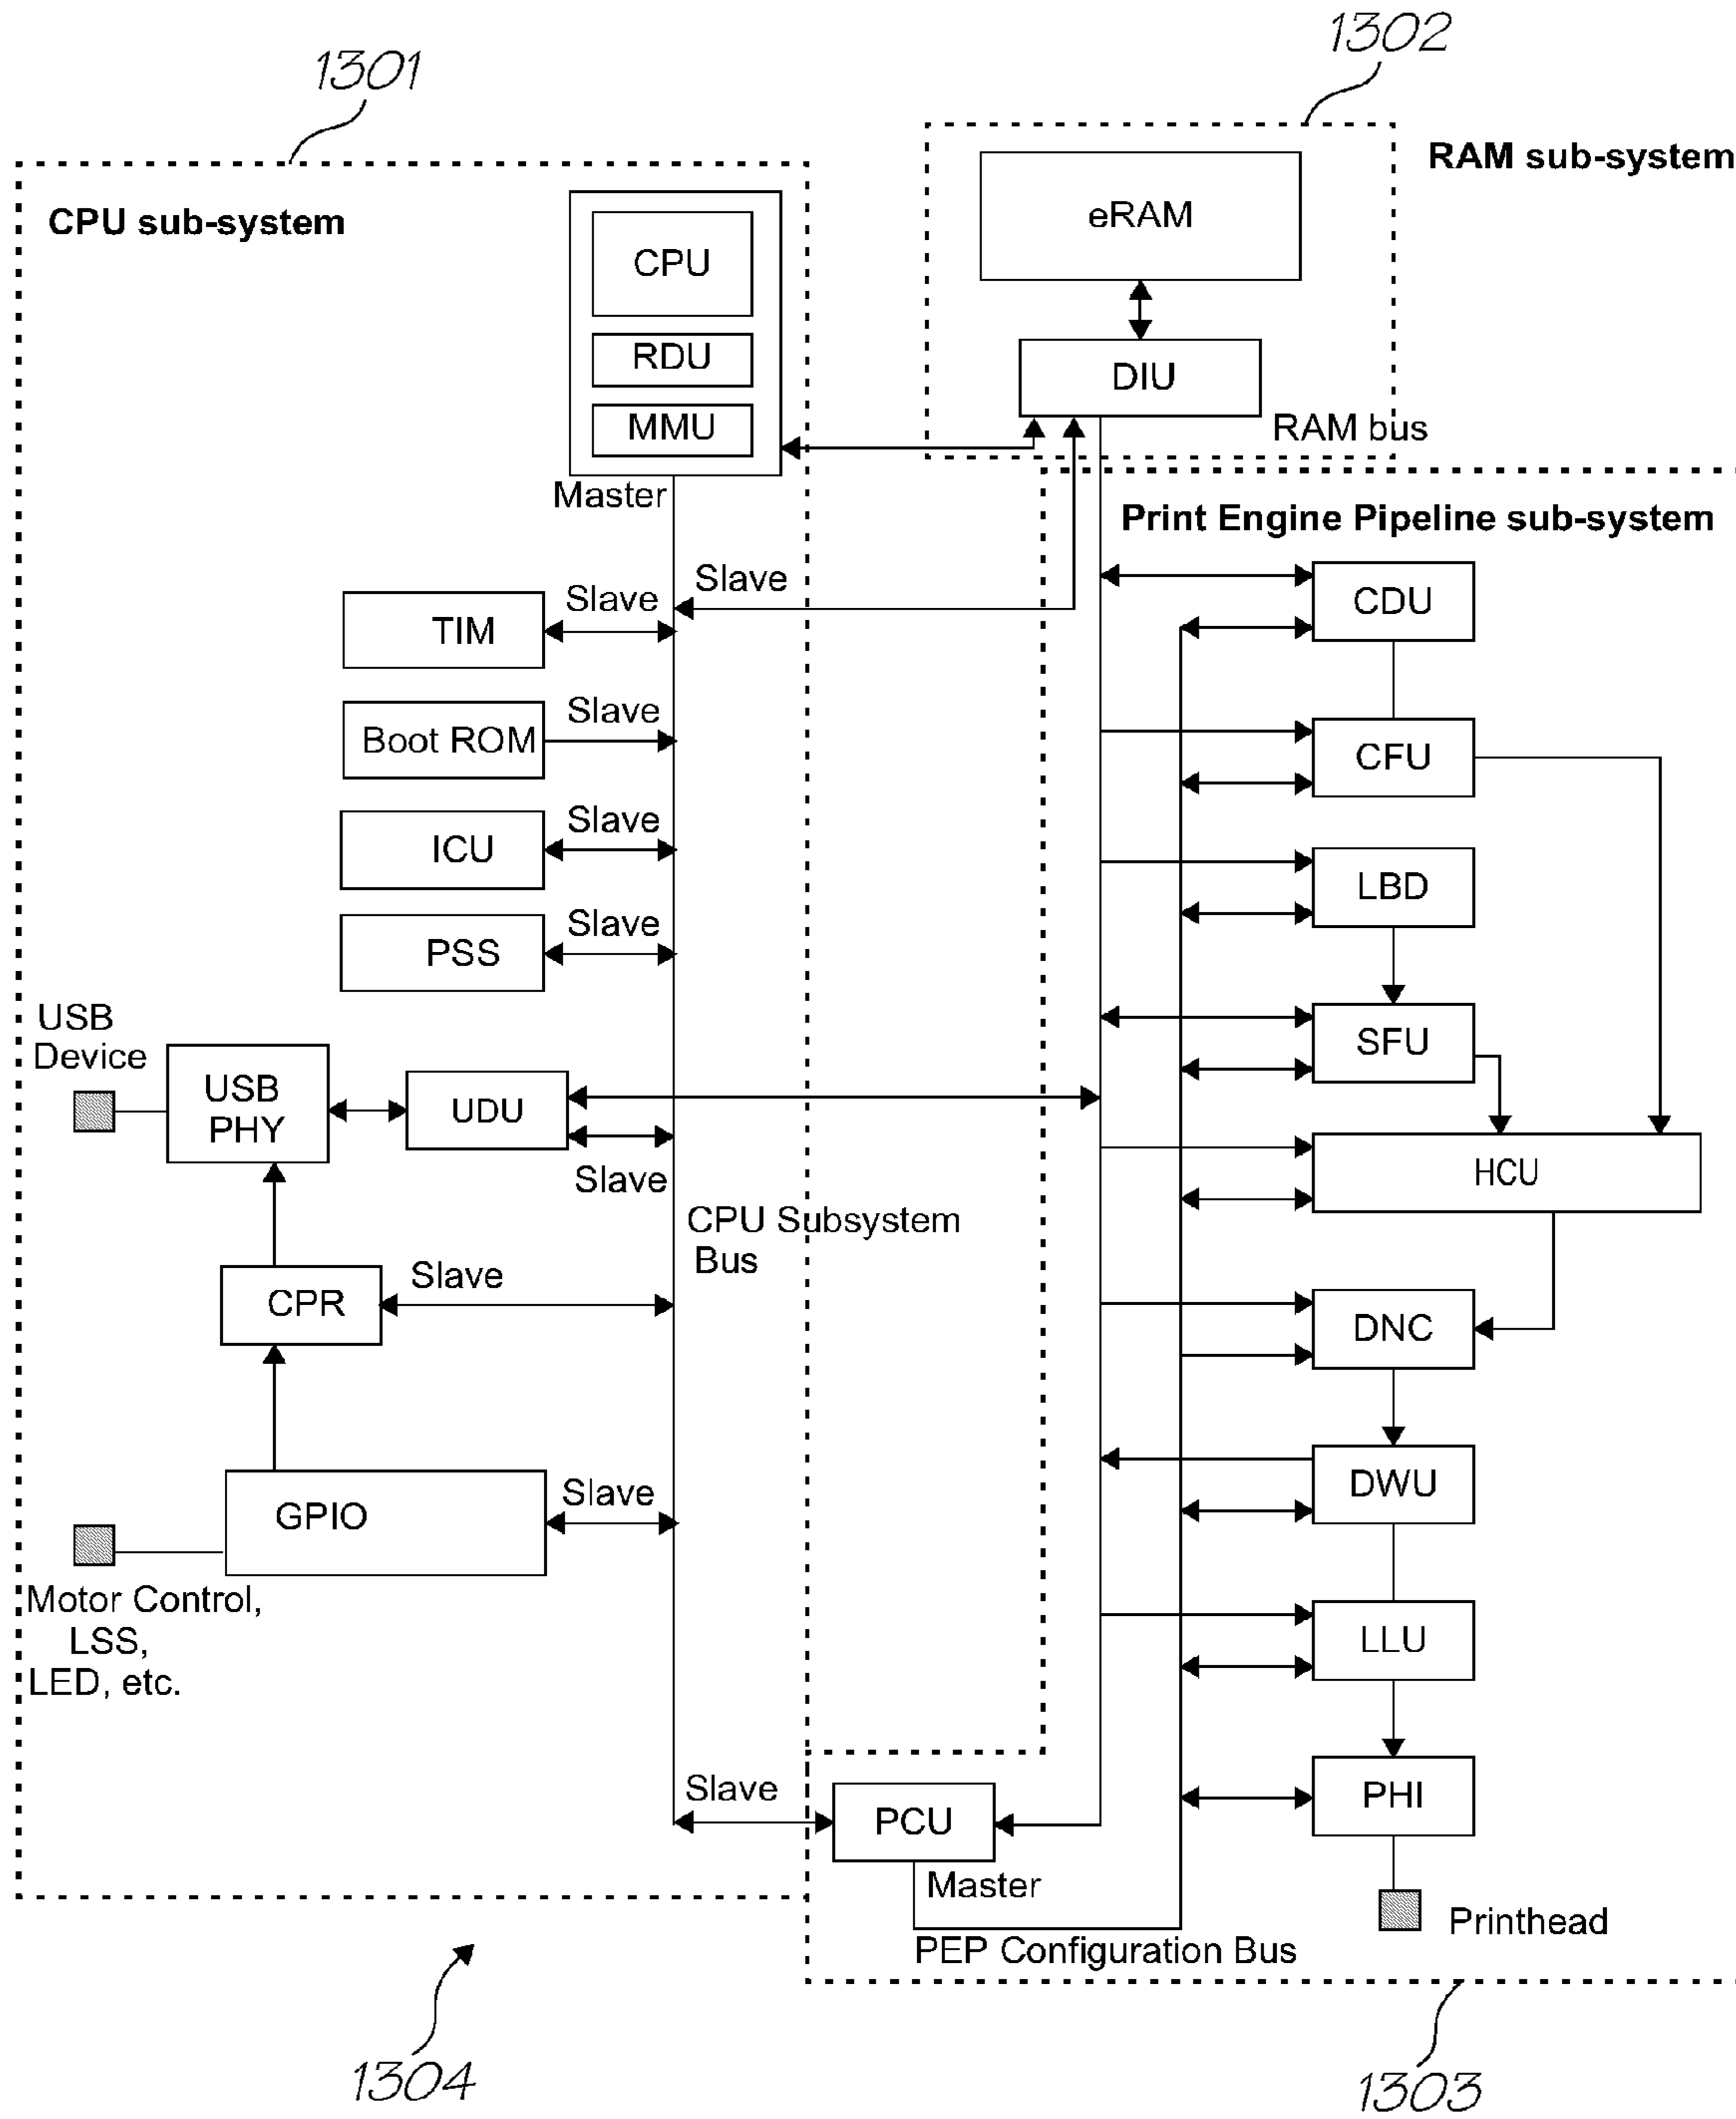 1301
1302
RAM sub-system
CPU sub-system
CPU
RDU
MMU
Master
eRAM
DIU
RAM bus
Print Engine Pipeline sub-system
Slave
TIM
Slave
Boot ROM
Slave
ICU
Slave
PSS
Slave
USB
Device
USB
PHY
UDU
Slave
CPU Subsystem
Bus
CPR
Slave
GPIO
Slave
Motor Control,
LSS,
LED, etc.
CDU
CFU
LBD
SFU
HCU
DNC
DWU
LLU
PHI
Printhead
Slave
PCU
Master
PEP Configuration Bus
1304
1303